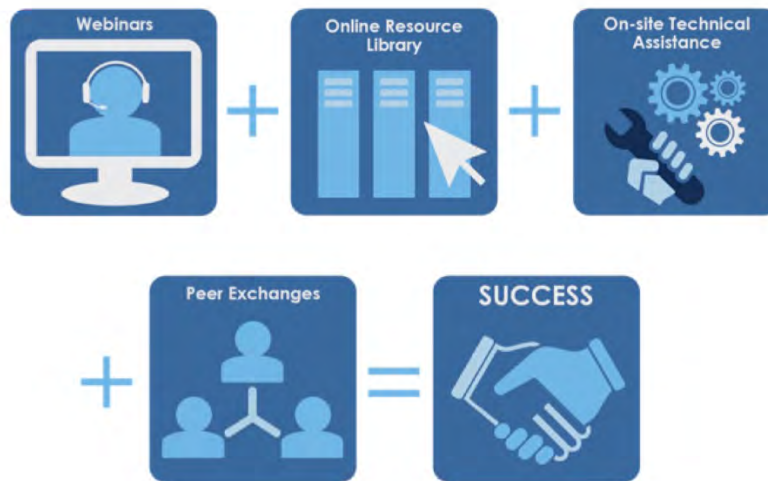 Webinars
Online Resource
Library
On-site Technical
Assistance
+
+
+
Peer Exchanges
=
SUCCESS